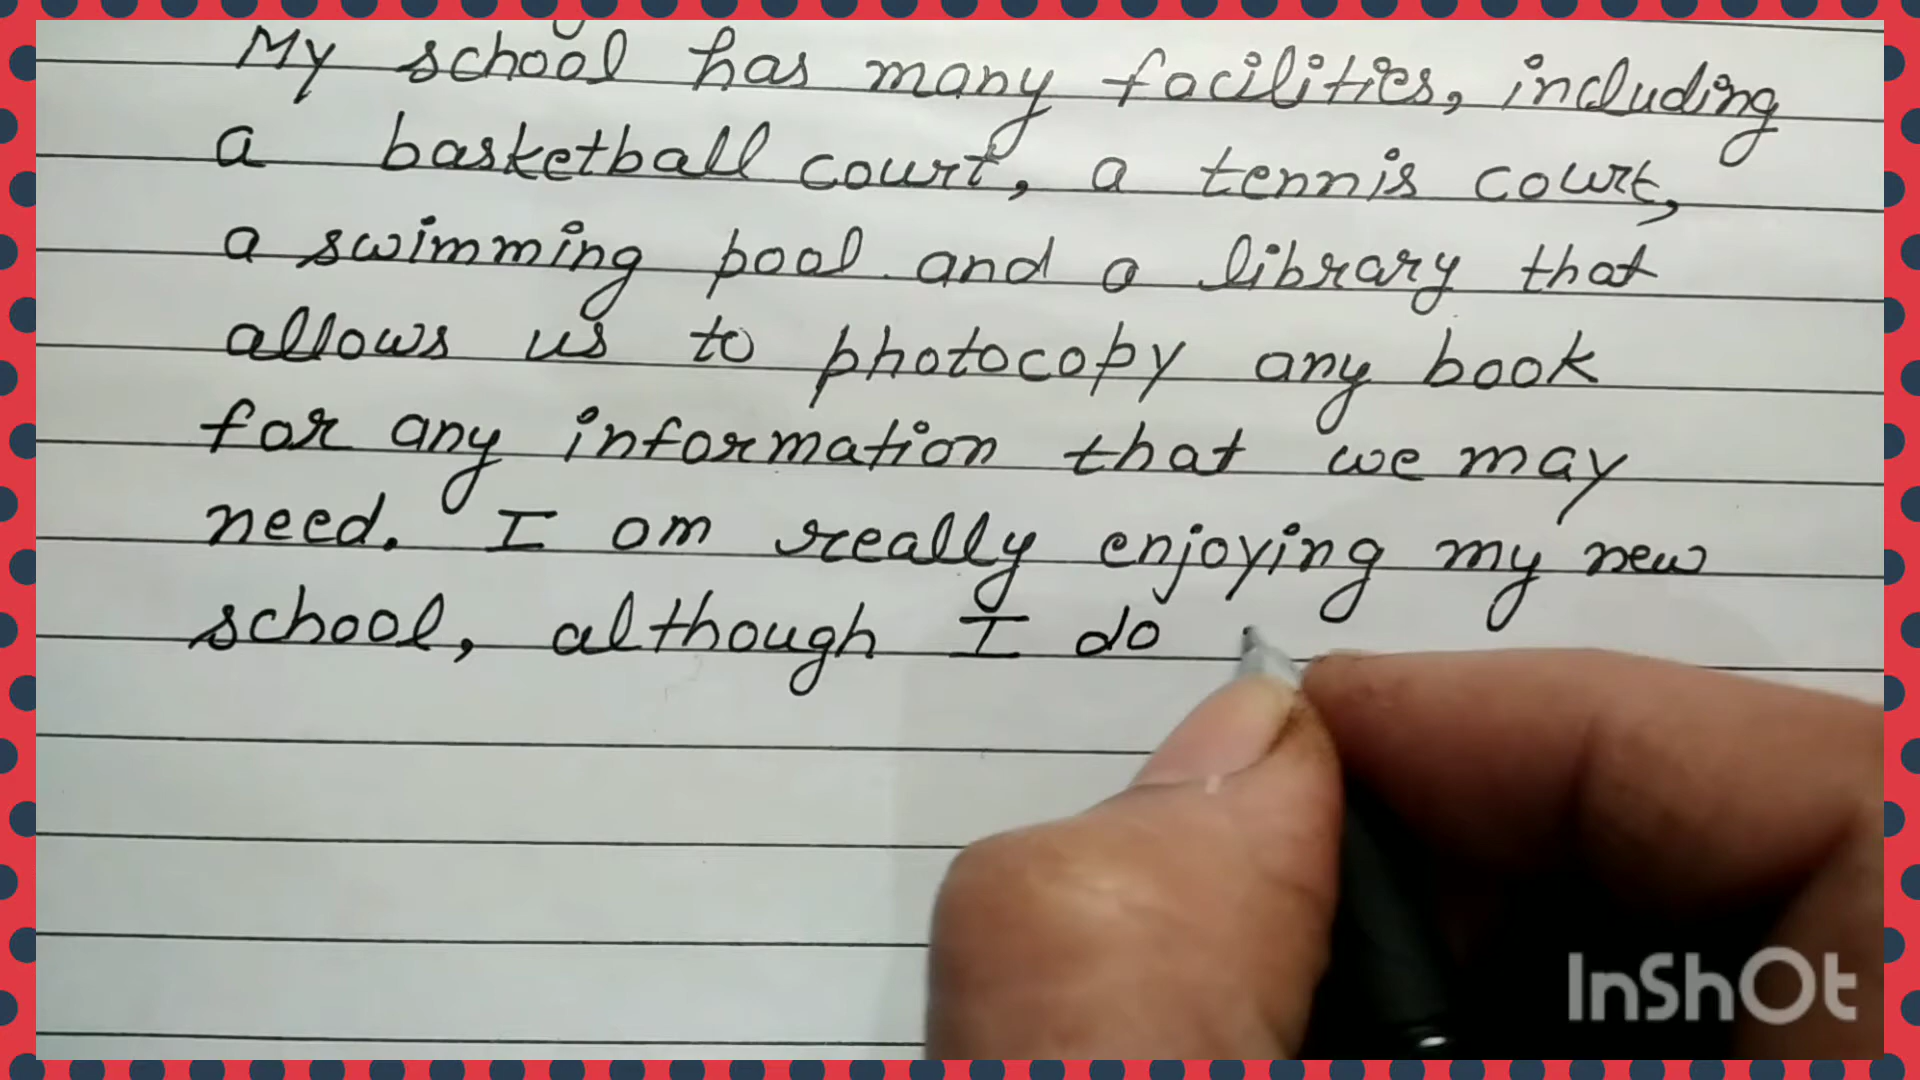 My school has many facilities, including
a basketball court, a tennis court,
a swimming pool and a library that
allows us to photocopy any book
for any information that we may
need. I am really enjoying my new
school, although I do
InShOt